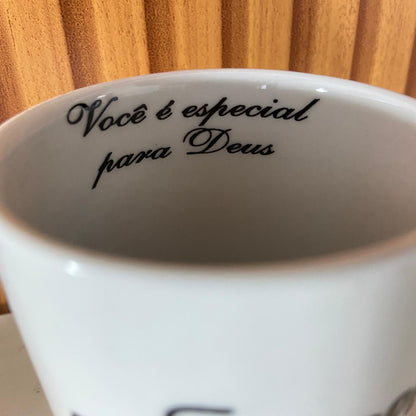 Você é especial
para Deus